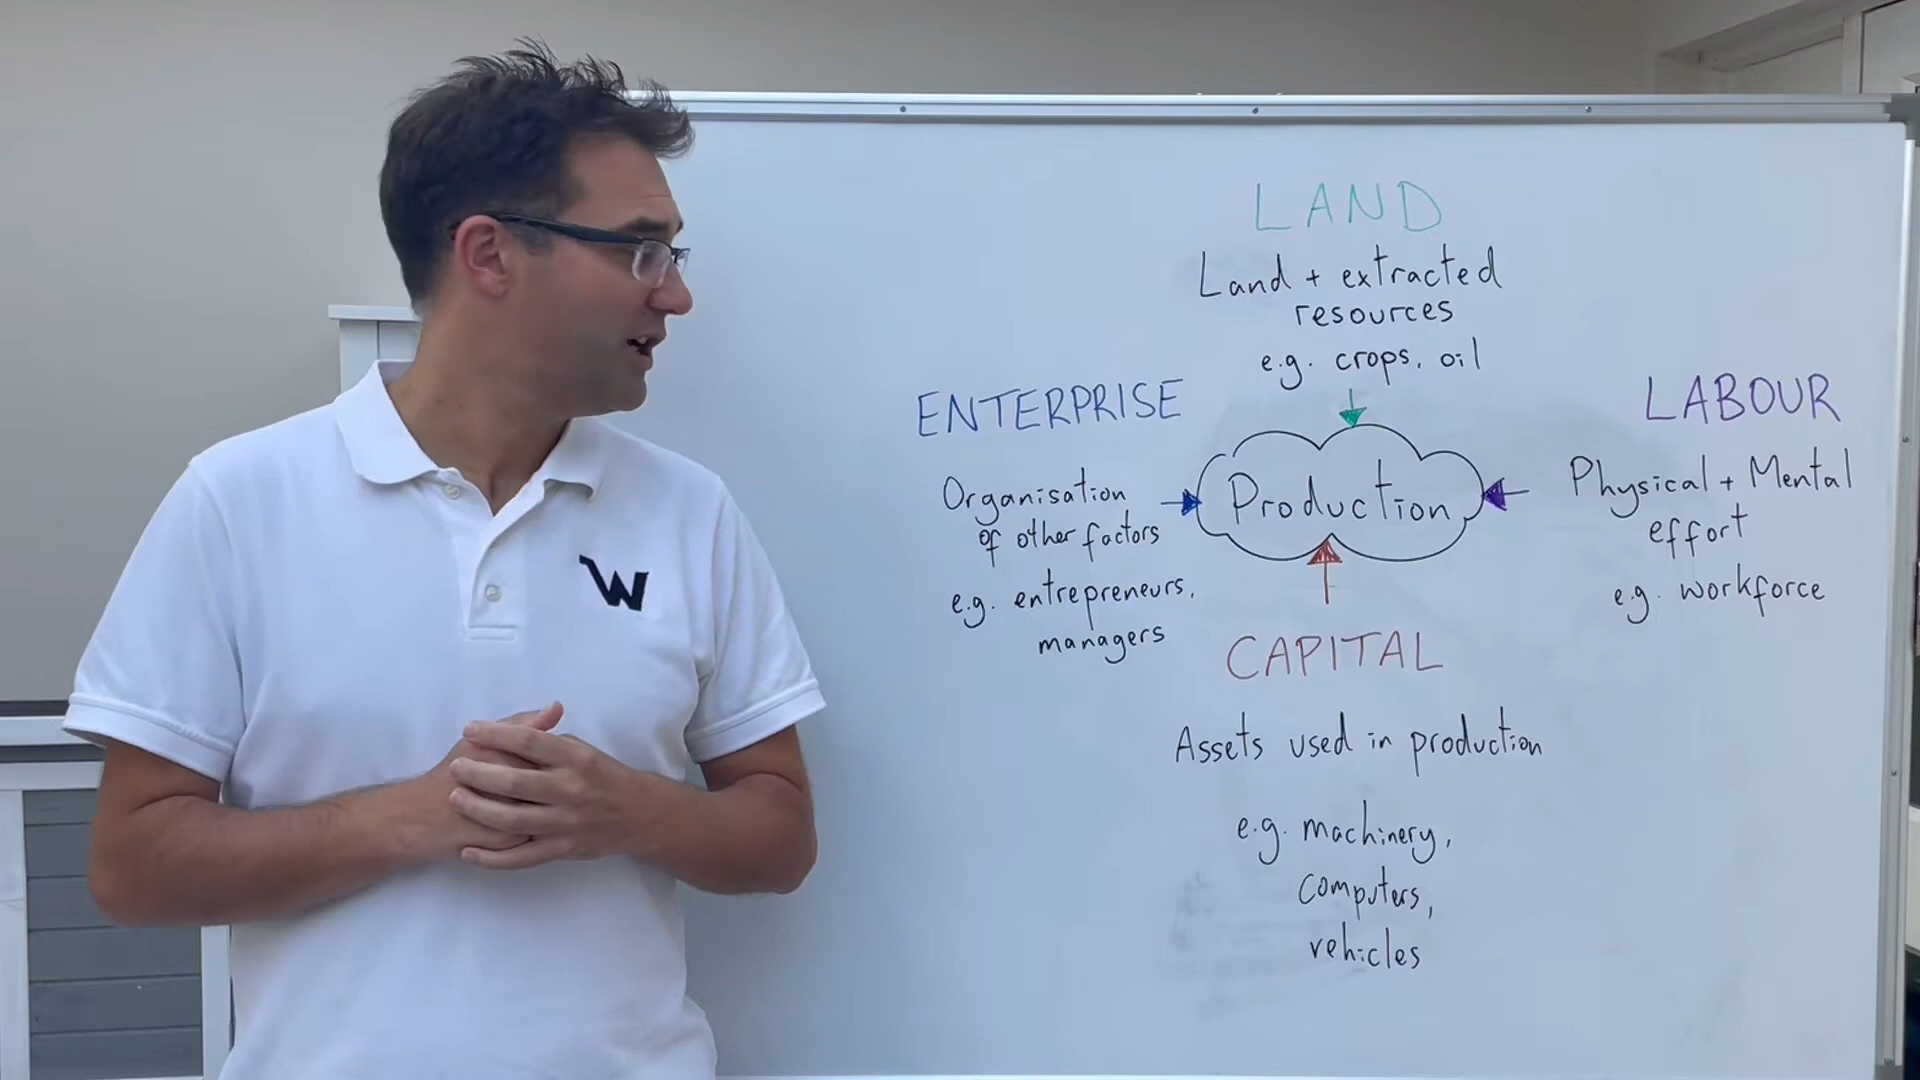 LAND
Land + extracted
resources
e.g. crops, oil
ENTERPRISE
Organisation
of other factors
e.g. entrepreneurs,
managers
Production
LABOUR
Physical + Mental
effort
e.g. workforce
CAPITAL
Assets used in production
e.g. machinery,
computers,
vehicles
W